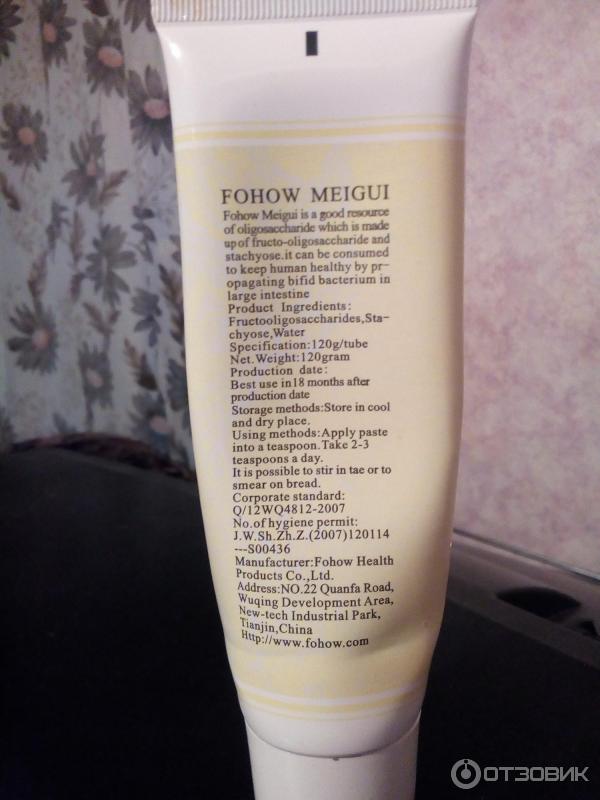 FOHOW MEIGUI
Fohow Meigui is a good resource
of oligosaccharide which is made
up of fructo-oligosaccharide and
stachyose.it can be consumed
to keep human healthy by pr-
opagating bifid bacterium in
large intestine
Product Ingredients:
Fructooligosaccharides,Sta-
chyose,Water
Specification:120g/tube
Net.Weight:120gram
Production date:
Best use in 18 months after
production date
Storage methods:Store in cool
and dry place.
Using methods:Apply paste
into a teaspoon.Take 2-3
teaspoons a day.
It is possible to stir in tae or to
smear on bread.
Corporate standard:
Q/12WQ4812-2007
No.of hygiene permit:
J.W.Sh.Zh.Z.(2007)120114
---S00436
Manufacturer:Fohow Health
Products Co.,Ltd.
Address:NO.22 Quanfa Road,
Wuqing Development Area,
New-tech Industrial Park,
Tianjin,China
Http://www.fohow.com
ОТЗОВИК